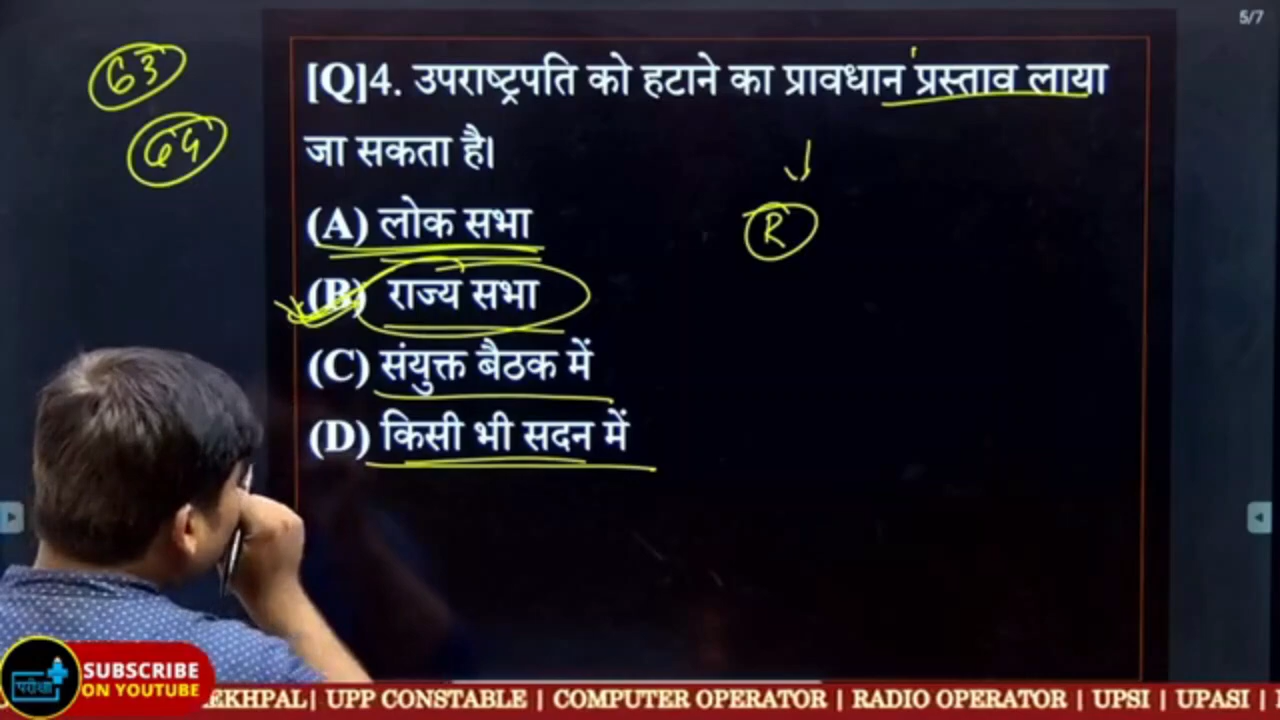 5/7
63
64
[Q]4. उपराष्ट्रपति को हटाने का प्रावधान प्रस्ताव लाया
जा सकता है।
R
(A) लोक सभा
(B) राज्य सभा
(C) संयुक्त बैठक में
(D) किसी भी सदन में
परीक्षा
SUBSCRIBE
ON YOUTUBE
EKHPAL| UPP CONSTABLE | COMPUTER OPERATOR | RADIO OPERATOR | UPSI | UPASI |